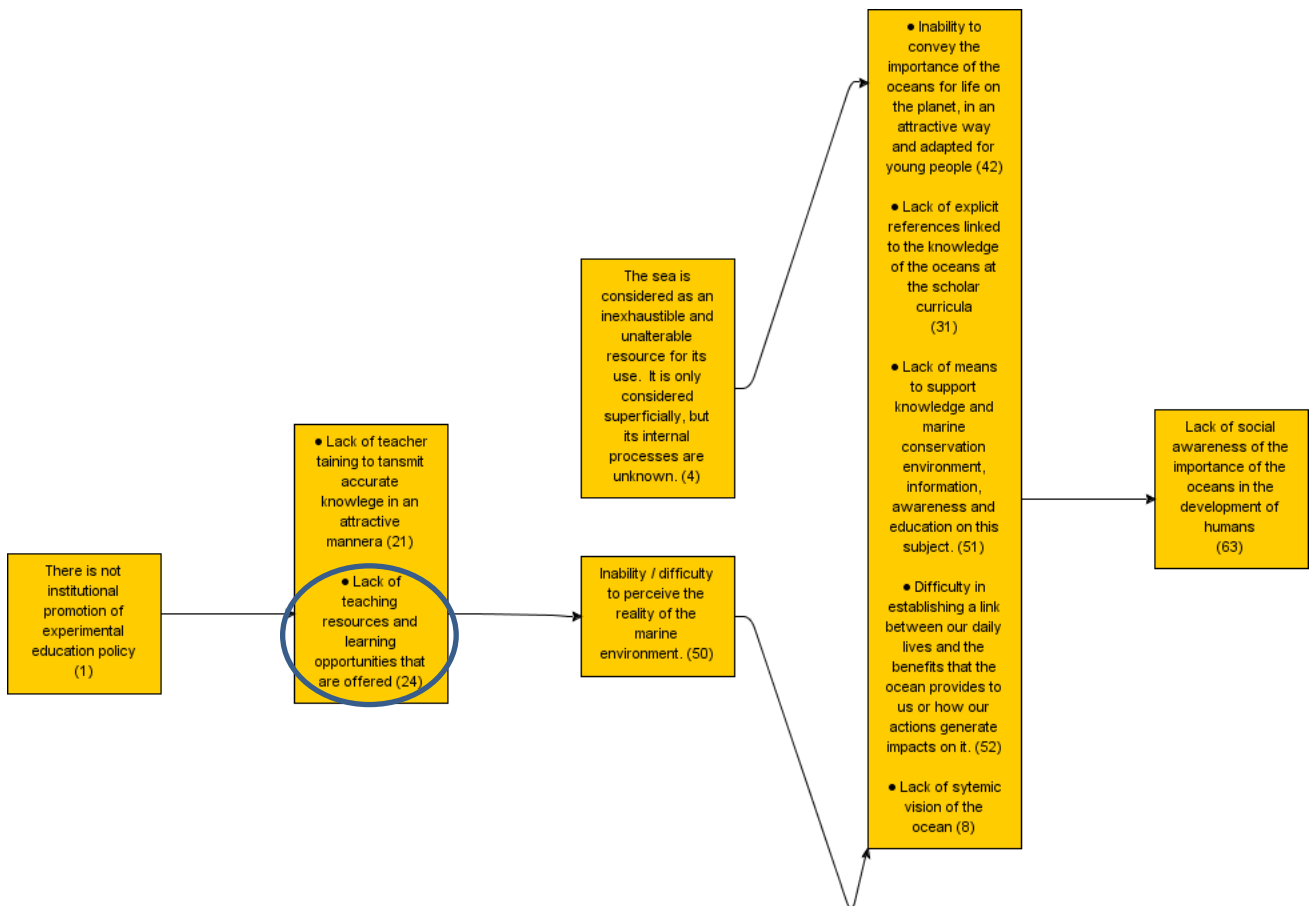 There is not
institutional
promotion of
experimental
education policy
(1)
● Lack of teacher
taining to tansmit
accurate
knowlege in an
attractive
mannera (21)
● Lack of
teaching
resources and
learning
opportunities that
are offered (24)
The sea is
considered as an
inexhaustible and
unalterable
resource for its
use. It is only
considered
superficially, but
its internal
processes are
unknown. (4)
Inability / difficulty
to perceive the
reality of the
marine
environment. (50)
● Inability to
convey the
importance of the
oceans for life on
the planet, in an
attractive way
and adapted for
young people (42)
● Lack of explicit
references linked
to the knowledge
of the oceans at
the scholar
curricula
(31)
● Lack of means
to support
knowledge and
marine
conservation
environment,
information,
awareness and
education on this
subject. (51)
● Difficulty in
establishing a link
between our daily
lives and the
benefits that the
ocean provides to
us or how our
actions generate
impacts on it. (52)
● Lack of sytemic
vision of the
ocean (8)
Lack of social
awareness of the
importance of the
oceans in the
development of
humans
(63)